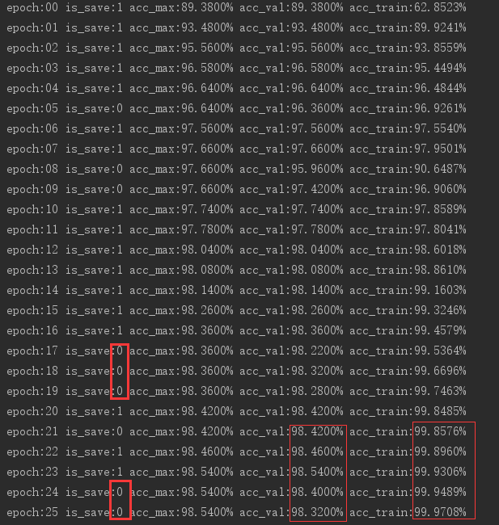 epoch:00 is_save:1 acc_max:89.3800% acc_val:89.3800% acc_train:62.8523%
epoch:01 is_save:1 acc_max:93.4800% acc_val:93.4800% acc_train:89.9241%
epoch:02 is_save:1 acc_max:95.5600% acc_val:95.5600% acc_train:93.8559%
epoch:03 is_save:1 acc_max:96.5800% acc_val:96.5800% acc_train:95.4494%
epoch:04 is_save:1 acc_max:96.6400% acc_val:96.6400% acc_train:96.4844%
epoch:05 is_save:0 acc_max:96.6400% acc_val:96.3600% acc_train:96.9261%
epoch:06 is_save:1 acc_max:97.5600% acc_val:97.5600% acc_train:97.5540%
epoch:07 is_save:1 acc_max:97.6600% acc_val:97.6600% acc_train:97.9501%
epoch:08 is_save:0 acc_max:97.6600% acc_val:95.9600% acc_train:90.6487%
epoch:09 is_save:0 acc_max:97.6600% acc_val:97.4200% acc_train:96.9060%
epoch:10 is_save:1 acc_max:97.7400% acc_val:97.7400% acc_train:97.8589%
epoch:11 is_save:1 acc_max:97.7800% acc_val:97.7800% acc_train:97.8041%
epoch:12 is_save:1 acc_max:98.0400% acc_val:98.0400% acc_train:98.6018%
epoch:13 is_save:1 acc_max:98.0800% acc_val:98.0800% acc_train:98.8610%
epoch:14 is_save:1 acc_max:98.1400% acc_val:98.1400% acc_train:99.1603%
epoch:15 is_save:1 acc_max:98.2600% acc_val:98.2600% acc_train:99.3246%
epoch:16 is_save:1 acc_max:98.3600% acc_val:98.3600% acc_train:99.4579%
epoch:17 is_save:0 acc_max:98.3600% acc_val:98.2200% acc_train:99.5364%
epoch:18 is_save:0 acc_max:98.3600% acc_val:98.3200% acc_train:99.6696%
epoch:19 is_save:0 acc_max:98.3600% acc_val:98.2800% acc_train:99.7463%
epoch:20 is_save:1 acc_max:98.4200% acc_val:98.4200% acc_train:99.8485%
epoch:21 is_save:0 acc_max:98.4200% acc_val:98.4200% acc_train:99.8576%
epoch:22 is_save:1 acc_max:98.4600% acc_val:98.4600% acc_train:99.8960%
epoch:23 is_save:1 acc_max:98.5400% acc_val:98.5400% acc_train:99.9306%
epoch:24 is_save:0 acc_max:98.5400% acc_val:98.4000% acc_train:99.9489%
epoch:25 is_save:0 acc_max:98.5400% acc_val:98.3200% acc_train:99.9708%